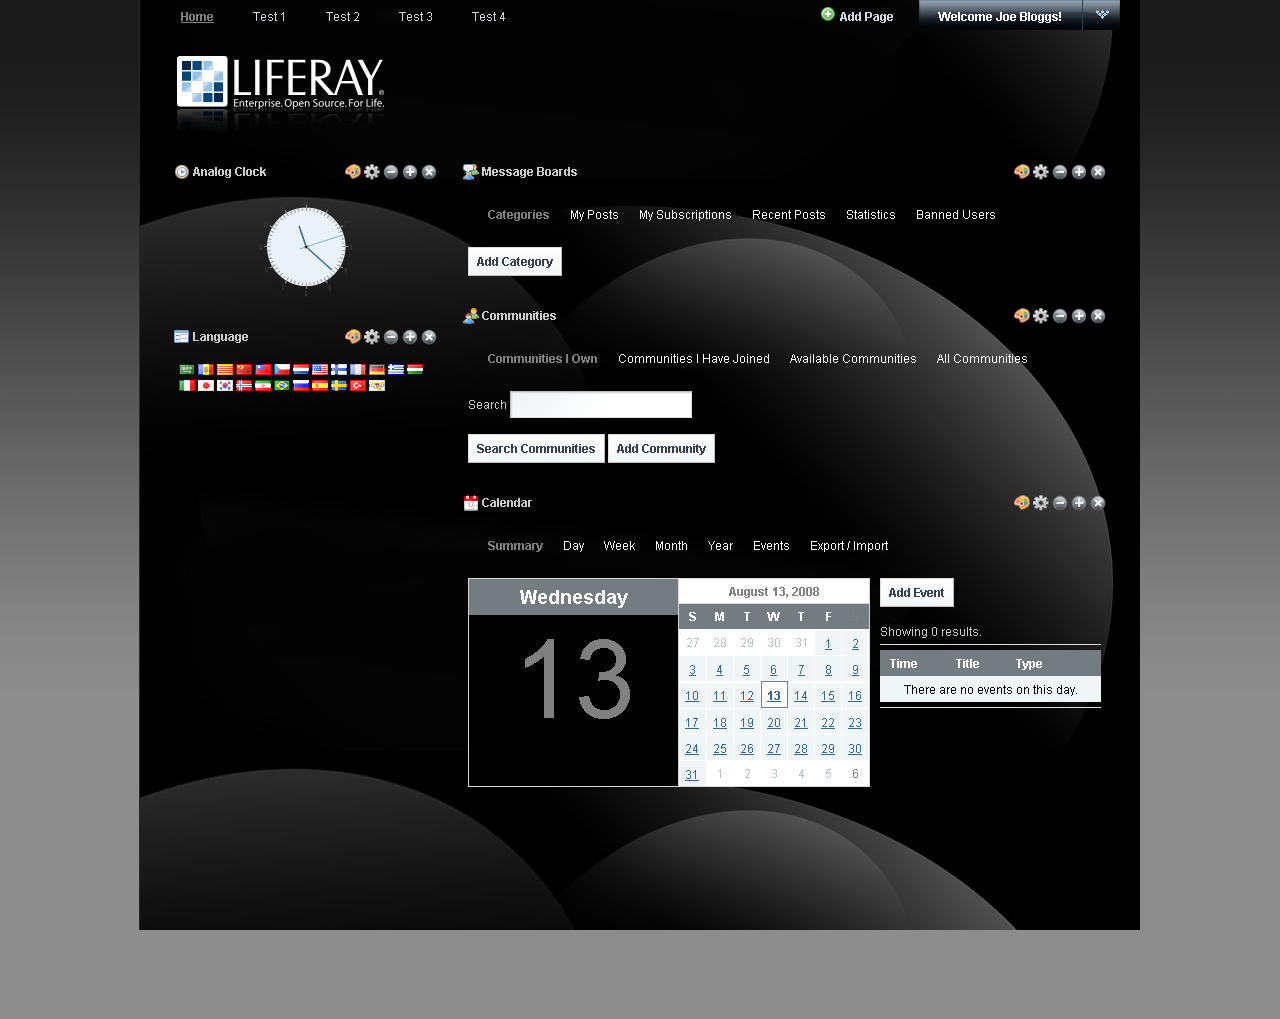 Home Test 1 Test 2 Test 3 Test 4 Add Page Welcome Joe Bloggs!
LIFERAY®
Enterprise. Open Source. For Life.
Analog Clock
Language
Message Boards
Categories My Posts My Subscriptions Recent Posts Statistics Banned Users
Add Category
Communities
Communities I Own Communities I Have Joined Available Communities All Communities
Search
Search Communities Add Community
Calendar
Summary Day Week Month Year Events Export / Import
Wednesday
13
August 13, 2008
S M T W T F S
27 28 29 30 31 1 2
3 4 5 6 7 8 9
10 11 12 13 14 15 16
17 18 19 20 21 22 23
24 25 26 27 28 29 30
31 1 2 3 4 5 6
Add Event
Showing 0 results.
Time Title Type
There are no events on this day.